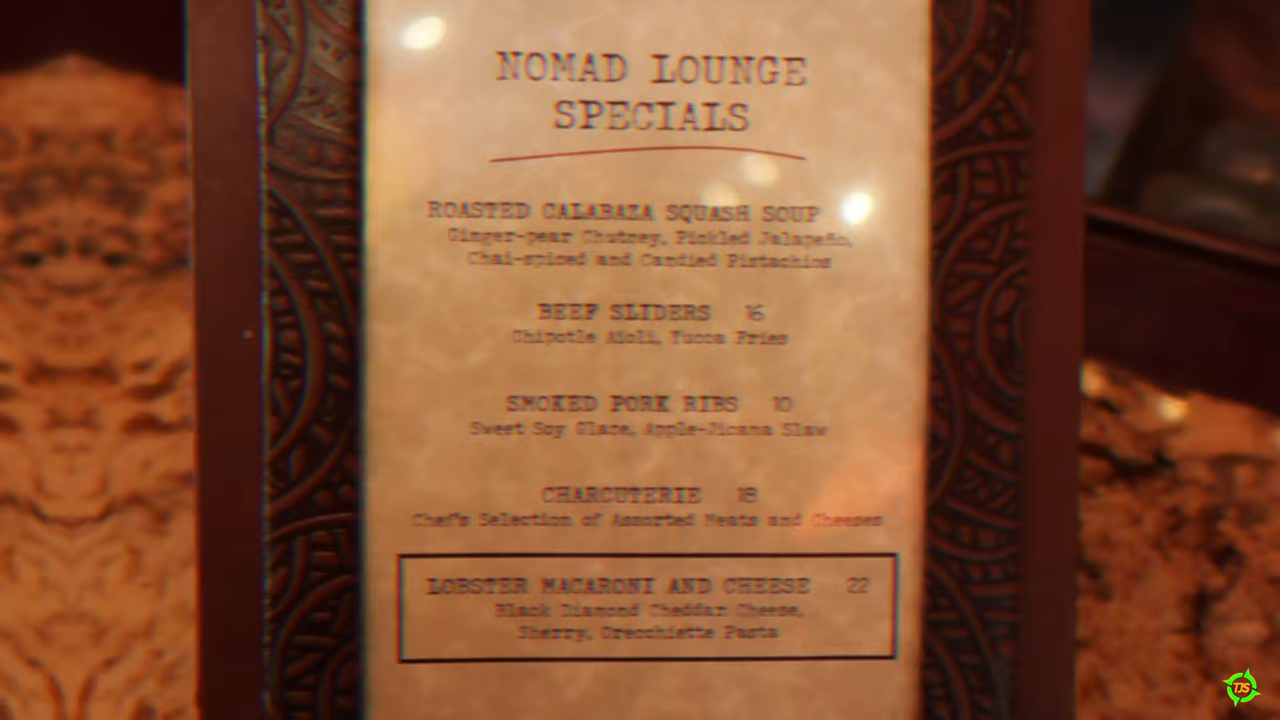 NOMAD LOUNGE
SPECIALS
ROASTED CALABAZA SQUASH SOUP
Ginger-pear Chutney, Pickled Jalapeño,
Chai-spiced and Candied Pistachios
BEEF SLIDERS 16
Chipotle Aioli, Yucca Fries
SMOKED PORK RIBS 10
Sweet Soy Glaze, Apple-Jicama Slaw
CHARCUTERIE 18
Chef's Selection of Assorted Meats and Cheeses
LOBSTER MACARONI AND CHEESE 22
Black Diamond Cheddar Cheese,
Sherry, Orecchiette Pasta
TJS